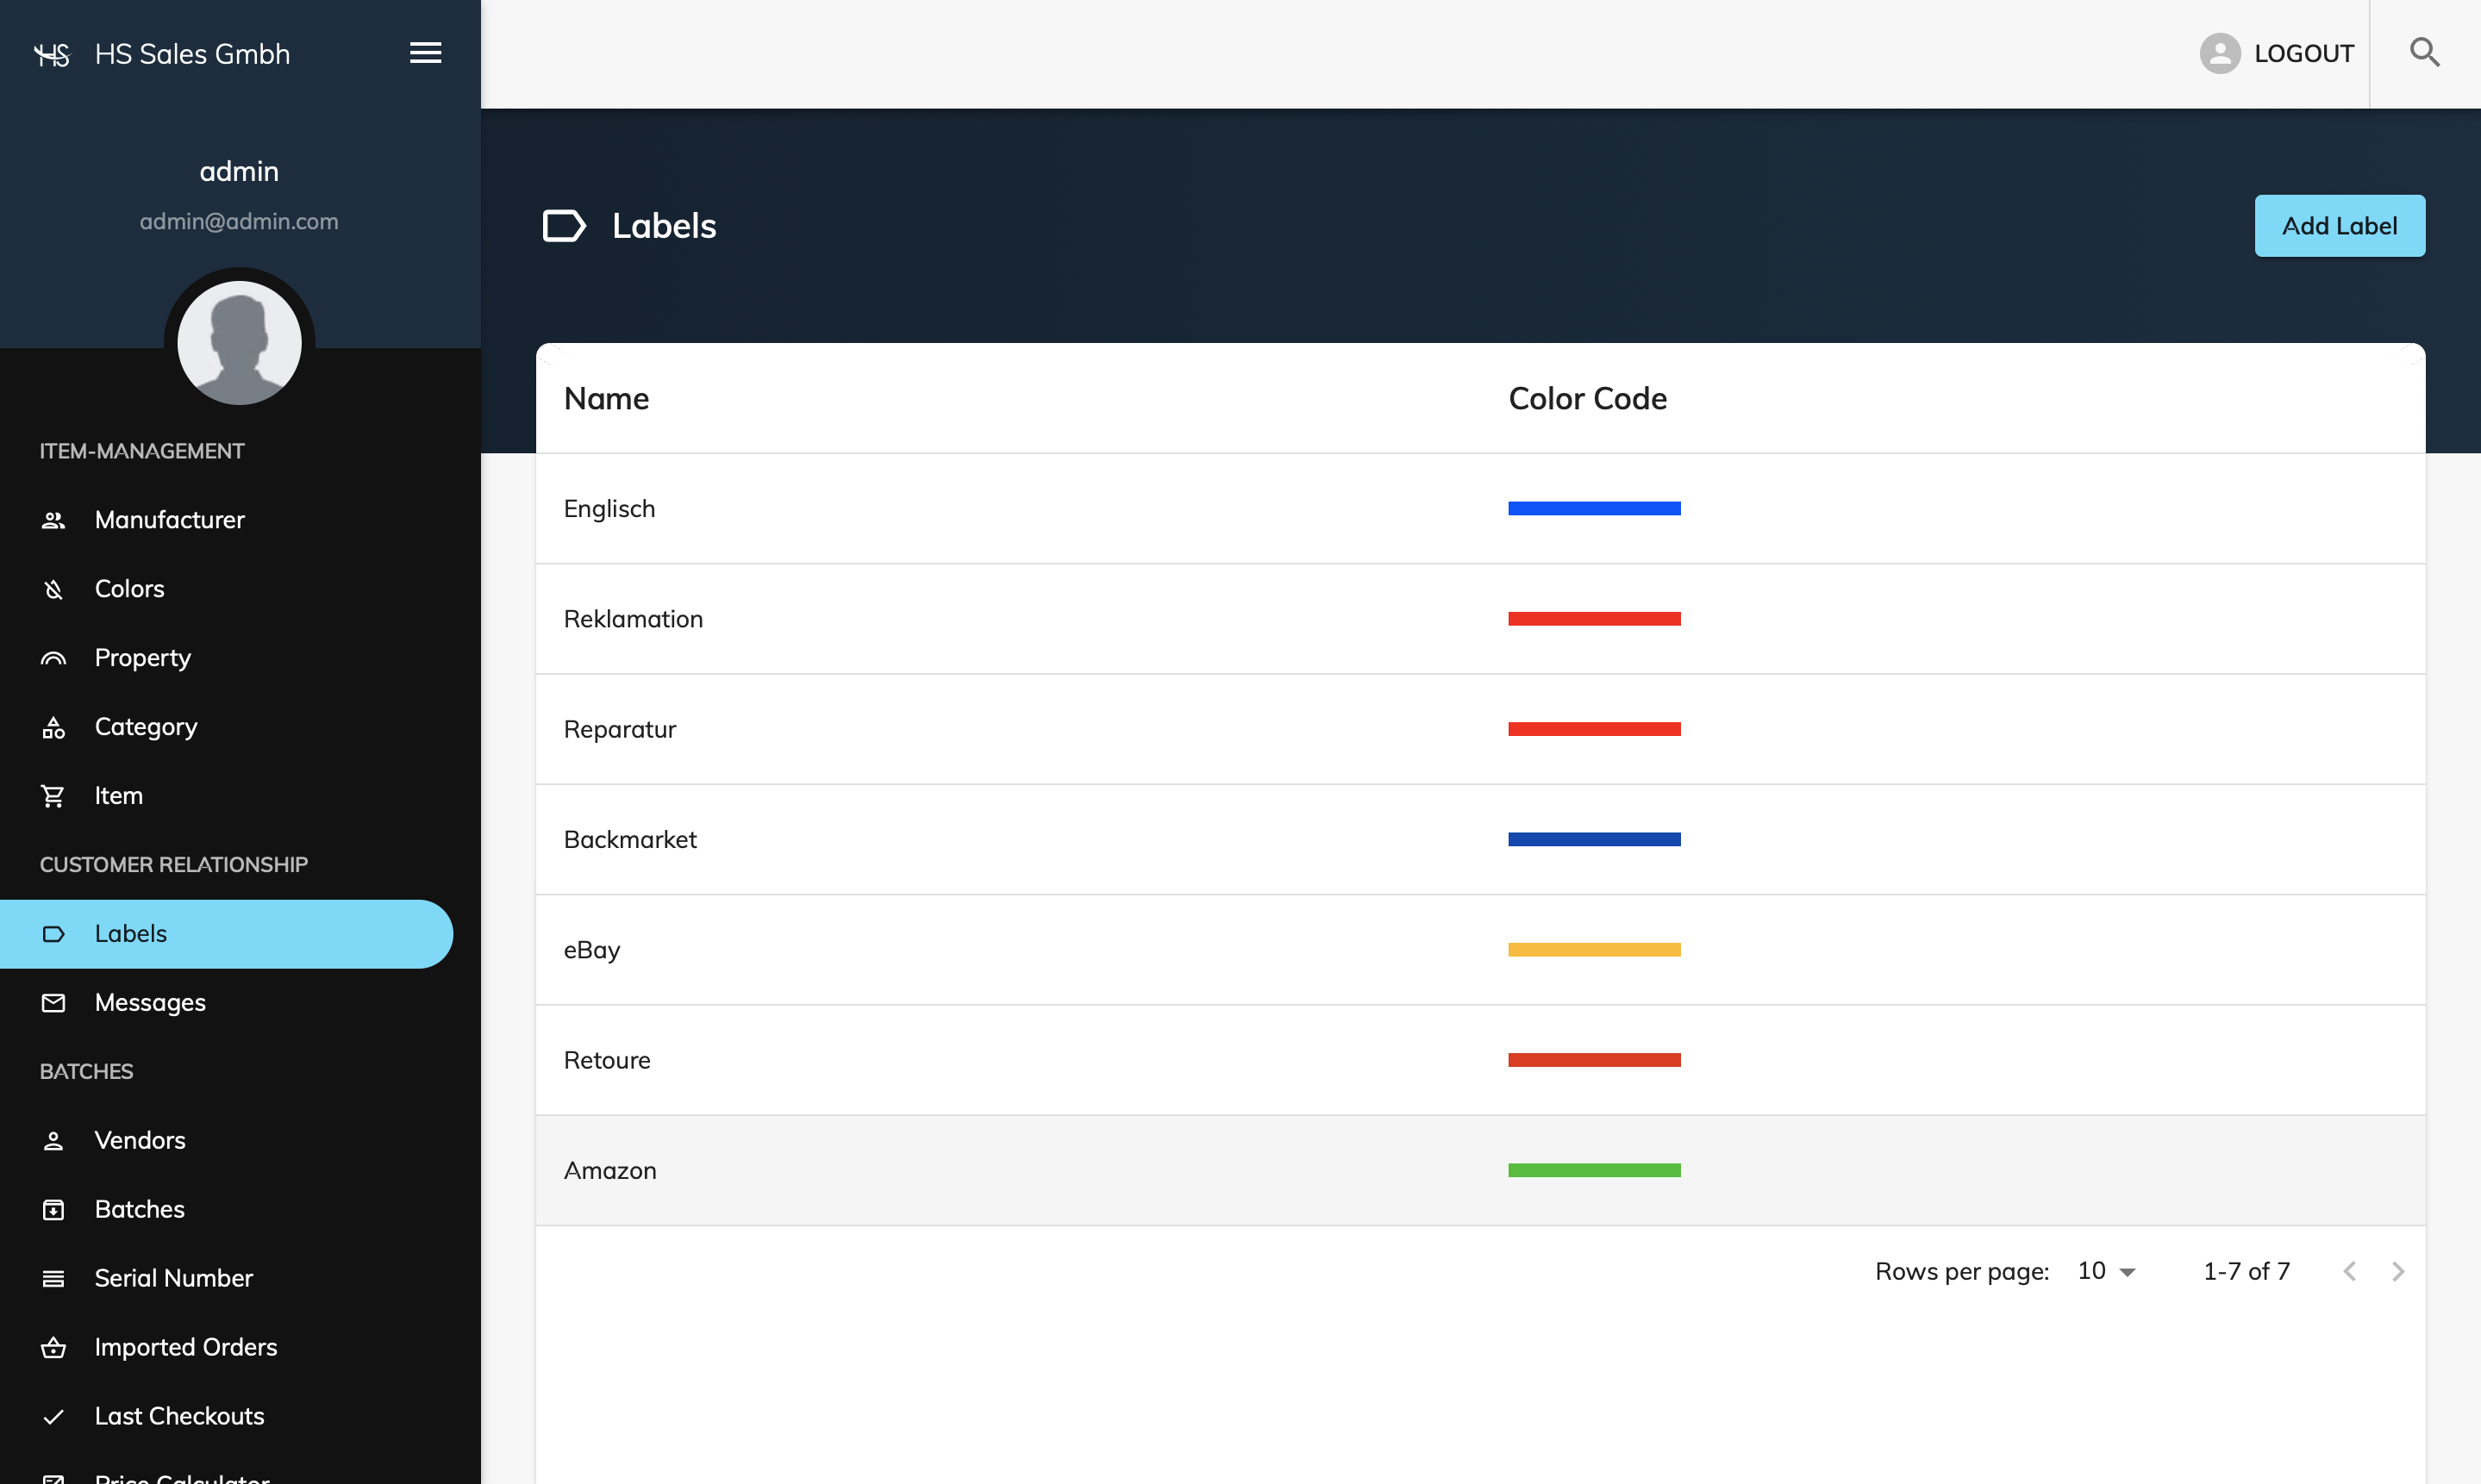 HS HS Sales Gmbh
LOGOUT
admin
admin@admin.com
Labels
Add Label
ITEM-MANAGEMENT
Manufacturer
Colors
Property
Category
Item
CUSTOMER RELATIONSHIP
Labels
Messages
BATCHES
Vendors
Batches
Serial Number
Imported Orders
Last Checkouts
Price Calculator
Name Color Code
Englisch
Reklamation
Reparatur
Backmarket
eBay
Retoure
Amazon
Rows per page: 10 1-7 of 7